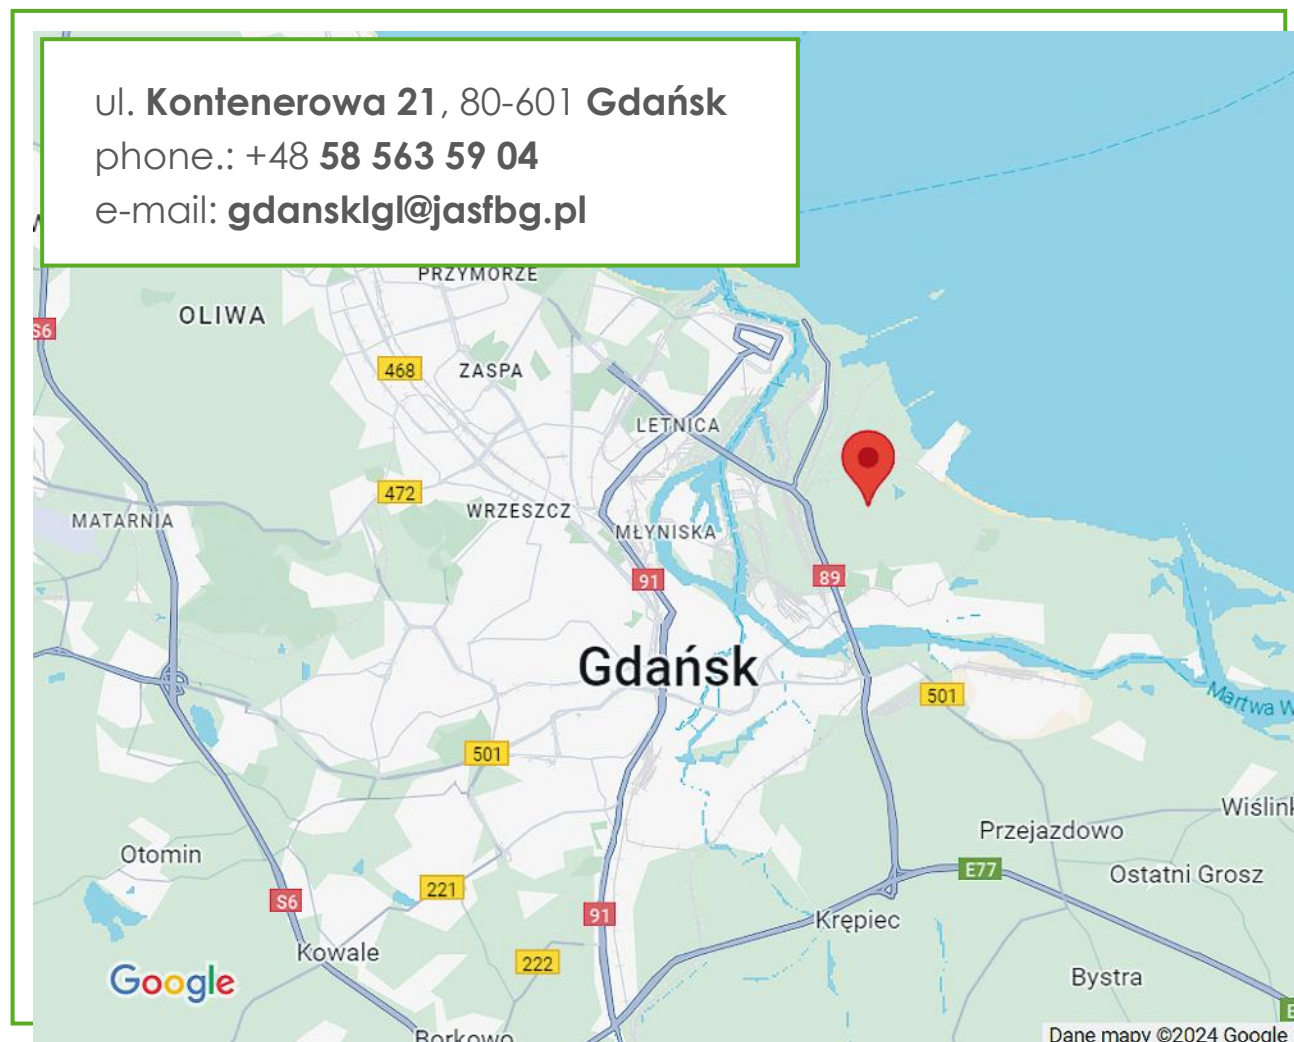 ul. Kontenerowa 21, 80-601 Gdańsk
phone.: +48 58 563 59 04
e-mail: gdansklgl@jasfbg.pl
PRZYMORZE
OLIWA
S6
468
ZASPA
LETNICA
472
WRZESZCZ
MATARNIA
MŁYNISKA
91
89
Gdańsk
501
Martwa W
501
Wiślink
Przejazdowo
Otomin
E77
Ostatni Grosz
221
S6
91
Krępiec
Kowale
222
Bystra
Google
Borkowo
Dane mapy ©2024 Google